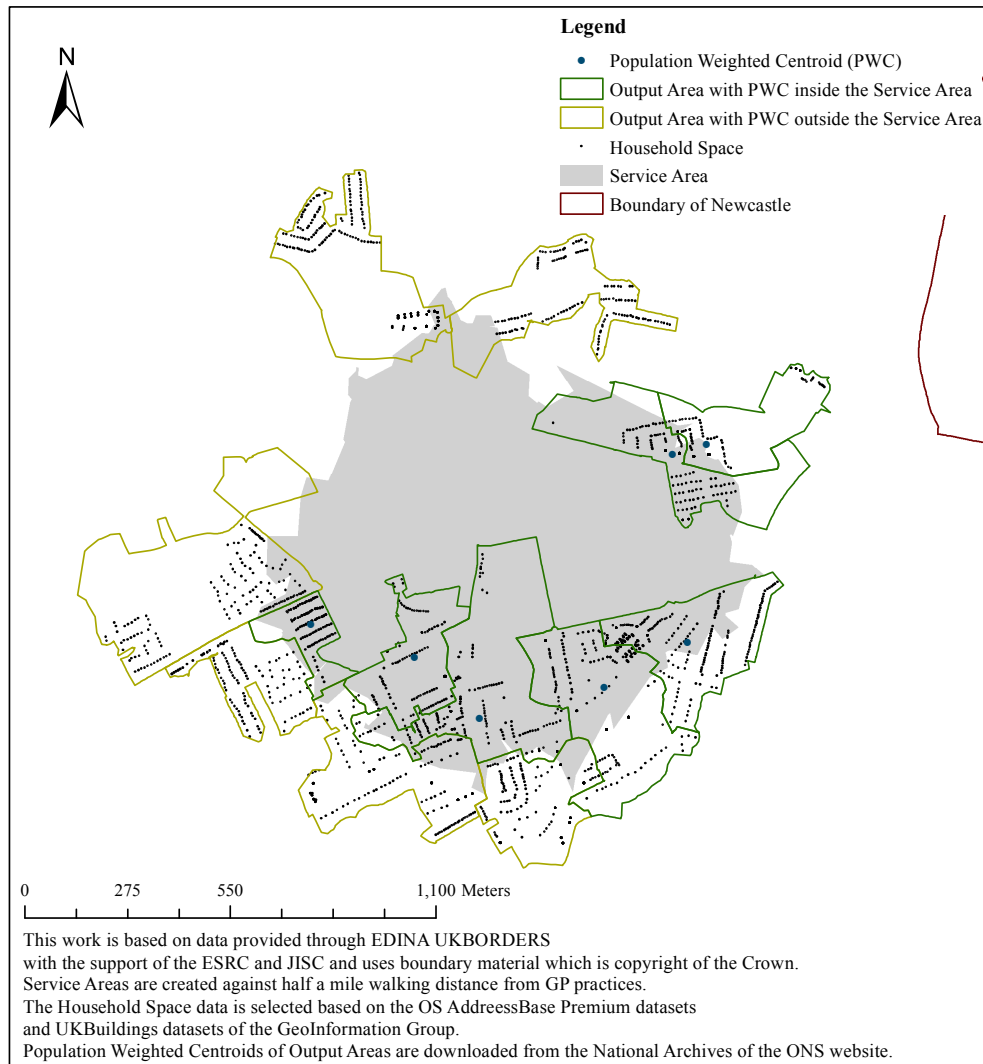 Legend
N
Population Weighted Centroid (PWC)
Output Area with PWC inside the Service Area
Output Area with PWC outside the Service Area
Household Space
Service Area
Boundary of Newcastle
0 275 550 1,100 Meters
This work is based on data provided through EDINA UKBORDERS
with the support of the ESRC and JISC and uses boundary material which is copyright of the Crown.
Service Areas are created against half a mile walking distance from GP practices.
The Household Space data is selected based on the OS AddreessBase Premium datasets
and UKBuildings datasets of the GeoInformation Group.
Population Weighted Centroids of Output Areas are downloaded from the National Archives of the ONS website.